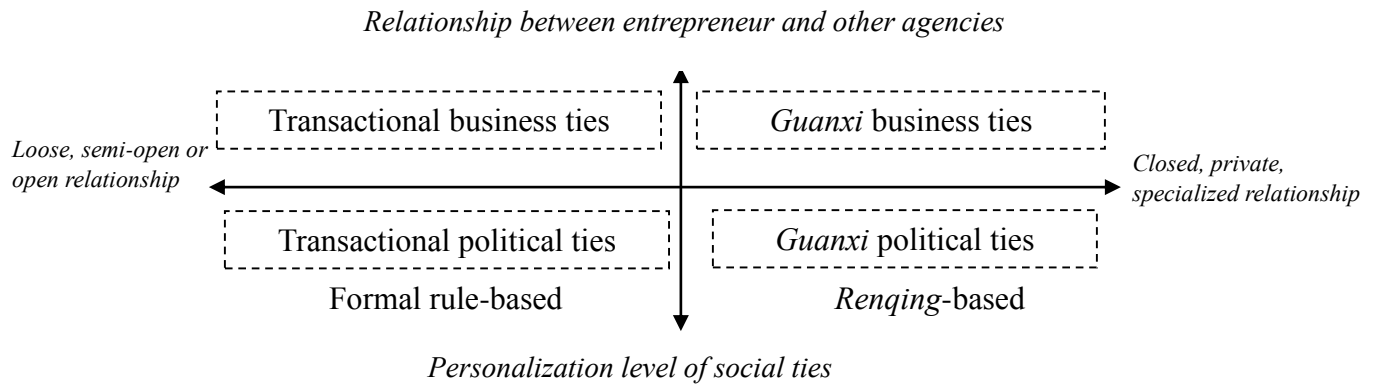 Relationship between entrepreneur and other agencies
Transactional business ties
Guanxi business ties
Loose, semi-open or
open relationship
Closed, private,
specialized relationship
Transactional political ties
Guanxi political ties
Formal rule-based
Renqing-based
Personalization level of social ties